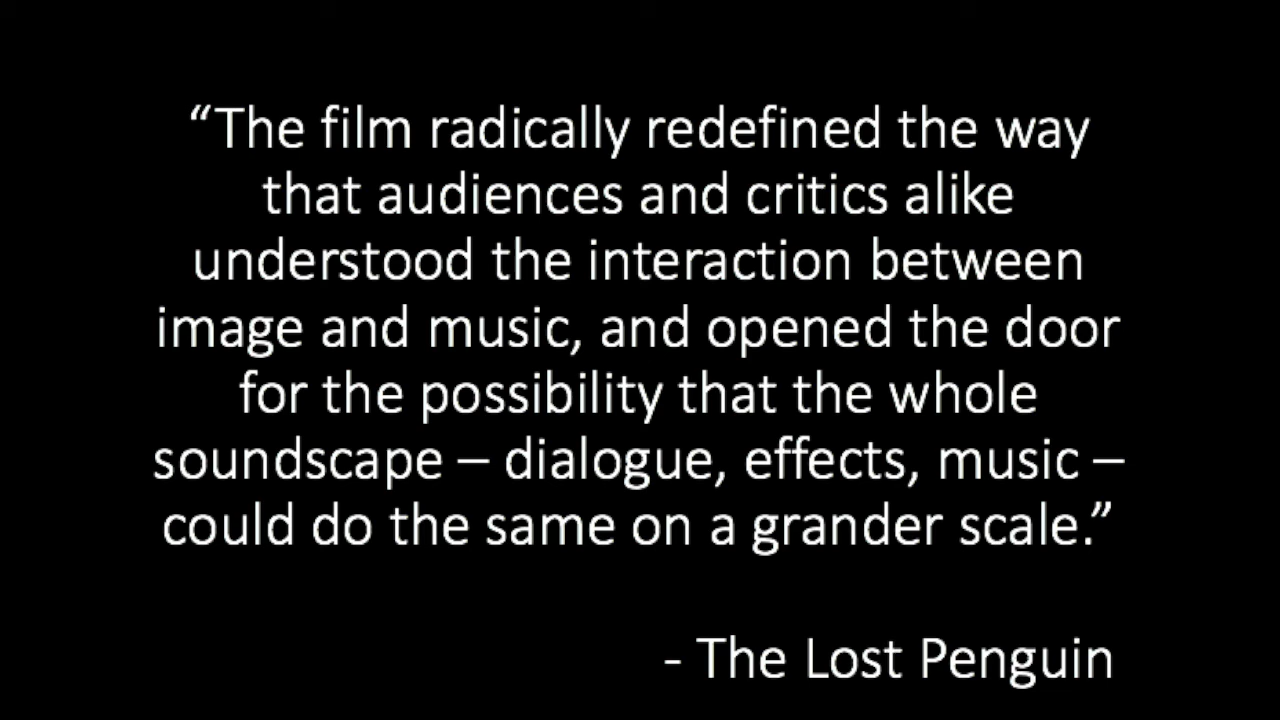 “The film radically redefined the way
that audiences and critics alike
understood the interaction between
image and music, and opened the door
for the possibility that the whole
soundscape – dialogue, effects, music –
could do the same on a grander scale.”
- The Lost Penguin